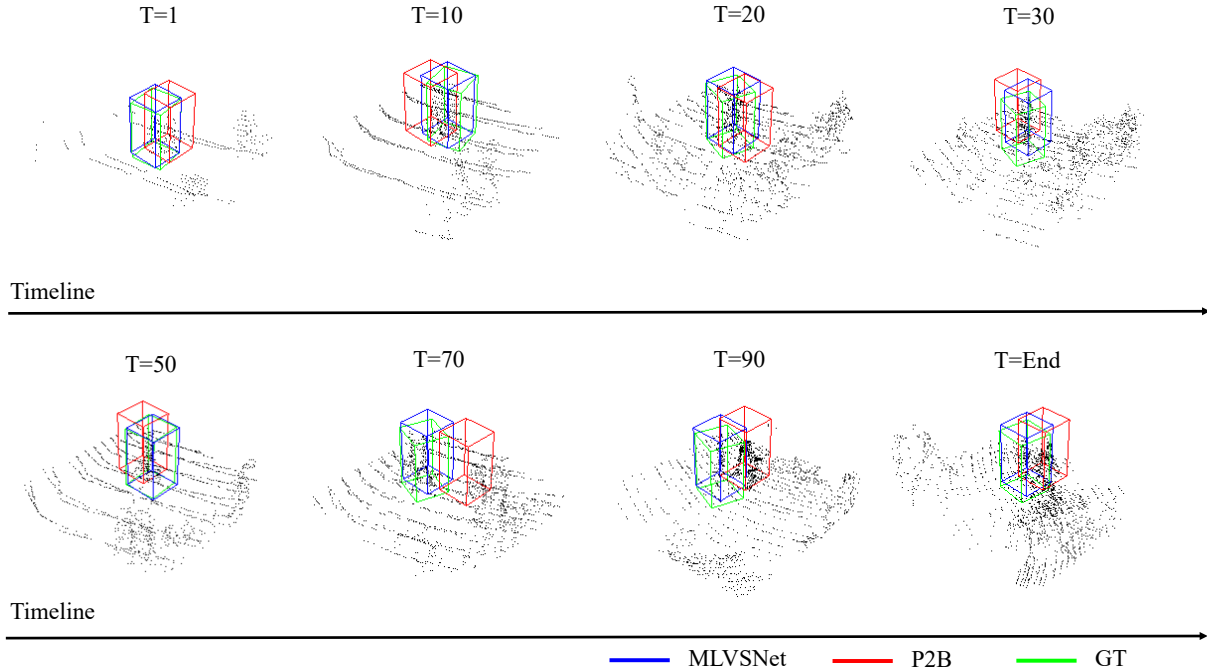 T=1
T=10
T=20
T=30
Timeline
T=50
T=70
T=90
T=End
Timeline
MLVSNet
P2B
GT